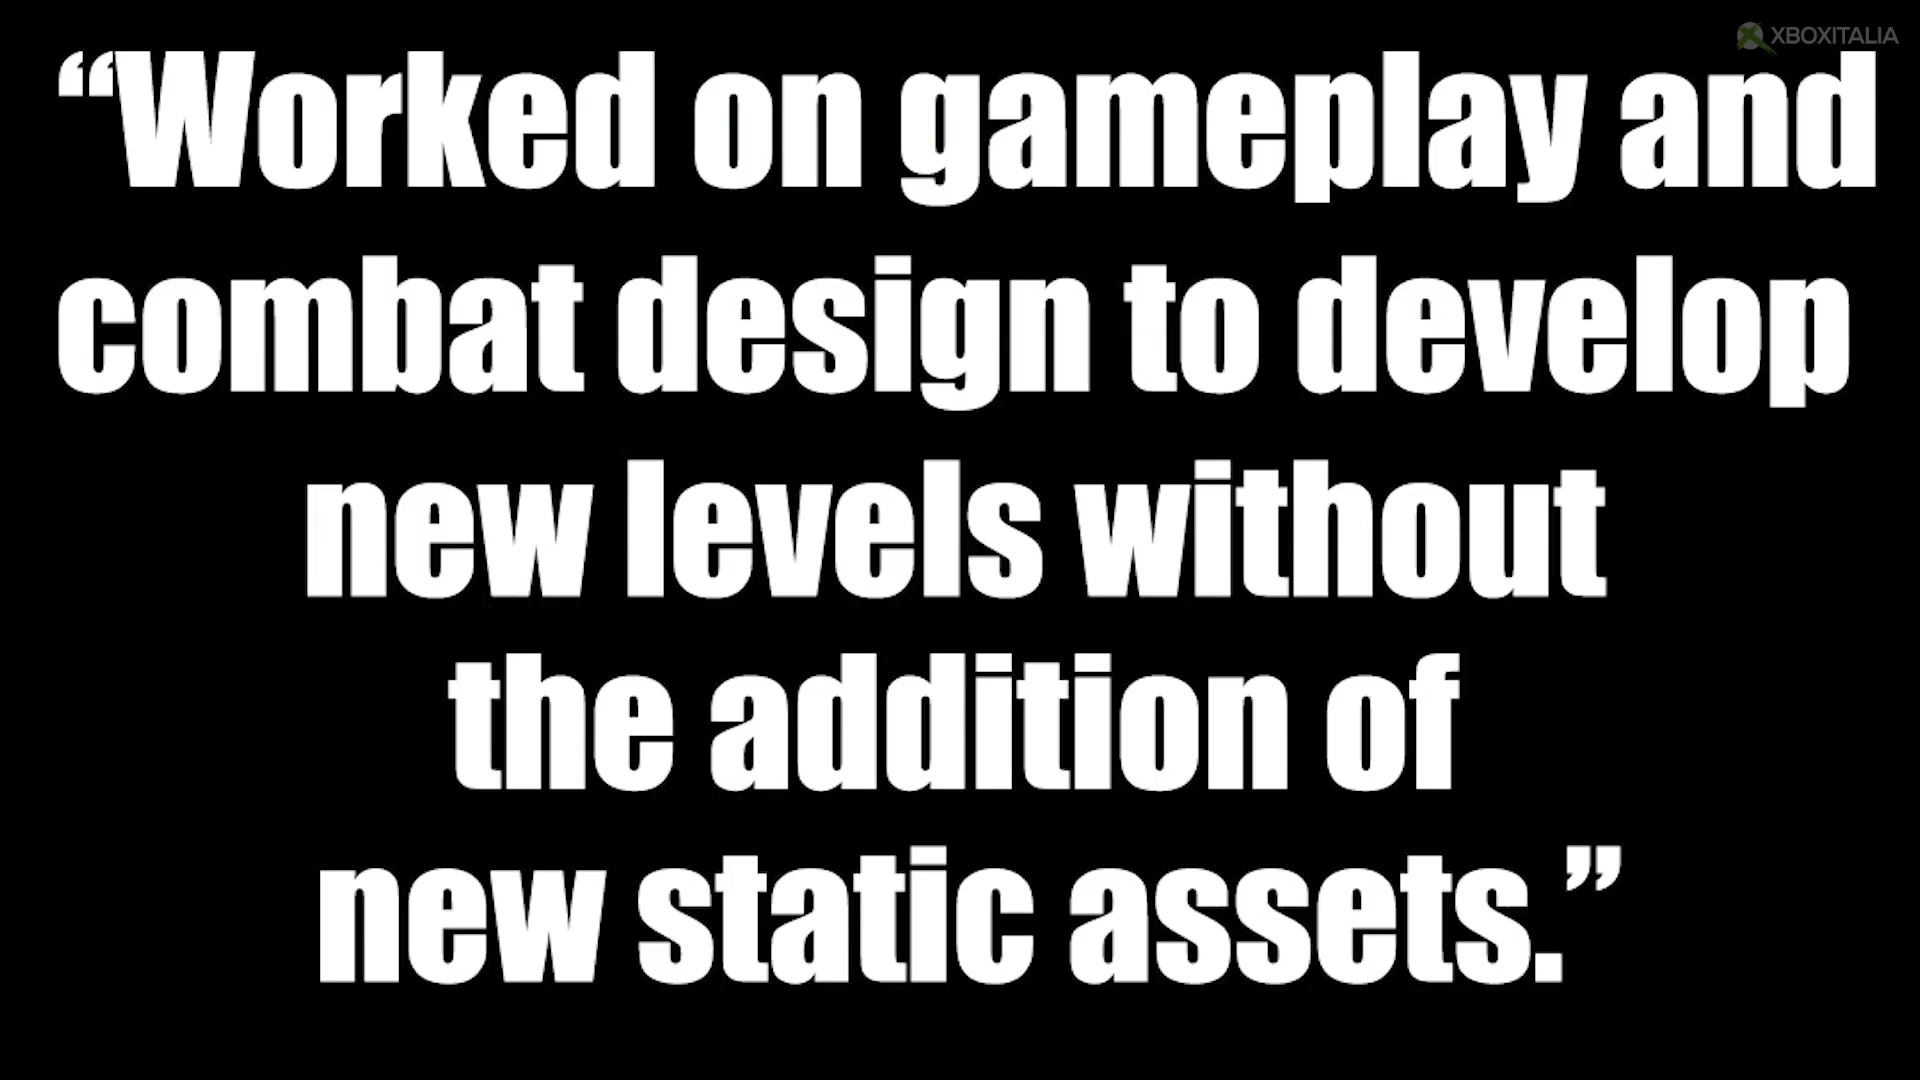 XBOXITALIA
“Worked on gameplay and
combat design to develop
new levels without
the addition of
new static assets.”